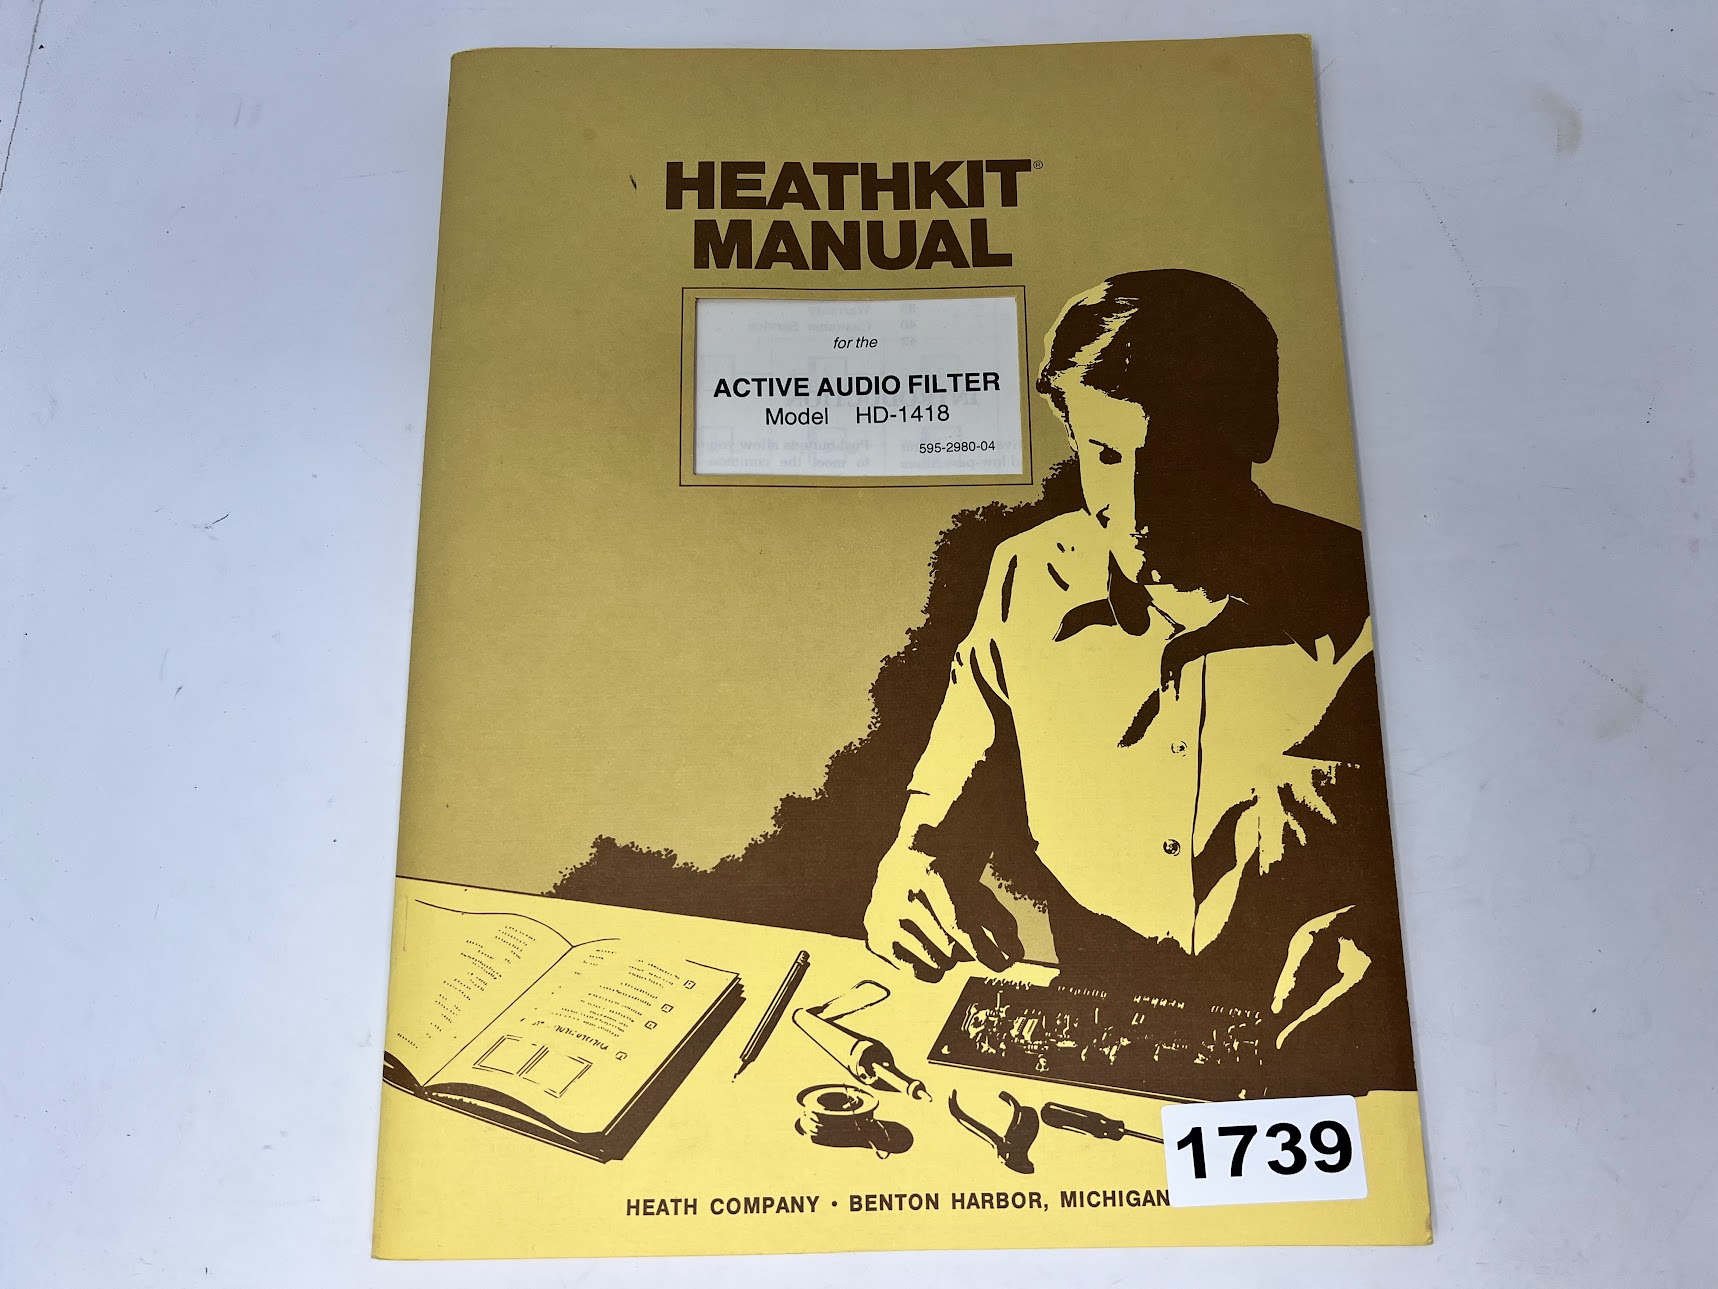 HEATHKIT®
MANUAL
for the
ACTIVE AUDIO FILTER
Model HD-1418
595-2980-04
1739
HEATH COMPANY • BENTON HARBOR, MICHIGAN